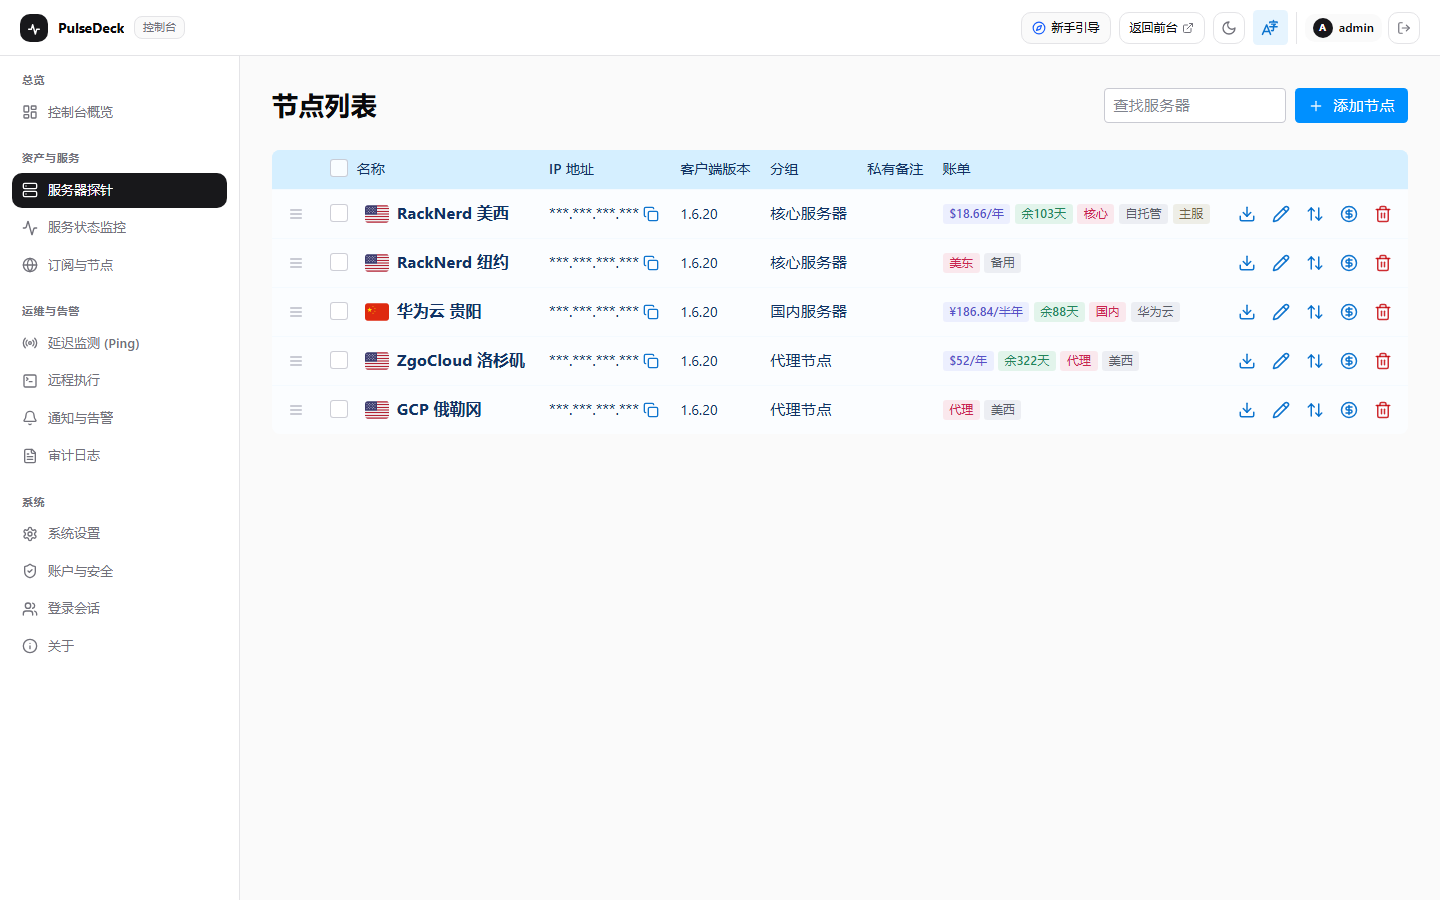 PulseDeck 控制台 新手引导 返回前台 A admin
总览
控制台概览
资产与服务
服务器探针
服务状态监控
订阅与节点
运维与告警
延迟监测 (Ping)
远程执行
通知与告警
审计日志
系统
系统设置
账户与安全
登录会话
关于
节点列表 查找服务器 添加节点
名称 IP 地址 客户端版本 分组 私有备注 账单
RackNerd 美西 ***.***.***.*** 1.6.20 核心服务器 $18.66/年 余103天 核心 自托管 主服
RackNerd 纽约 ***.***.***.*** 1.6.20 核心服务器 美东 备用
华为云 贵阳 ***.***.***.*** 1.6.20 国内服务器 ¥186.84/半年 余88天 国内 华为云
ZgoCloud 洛杉矶 ***.***.***.*** 1.6.20 代理节点 $52/年 余322天 代理 美西
GCP 俄勒冈 ***.***.***.*** 1.6.20 代理节点 代理 美西